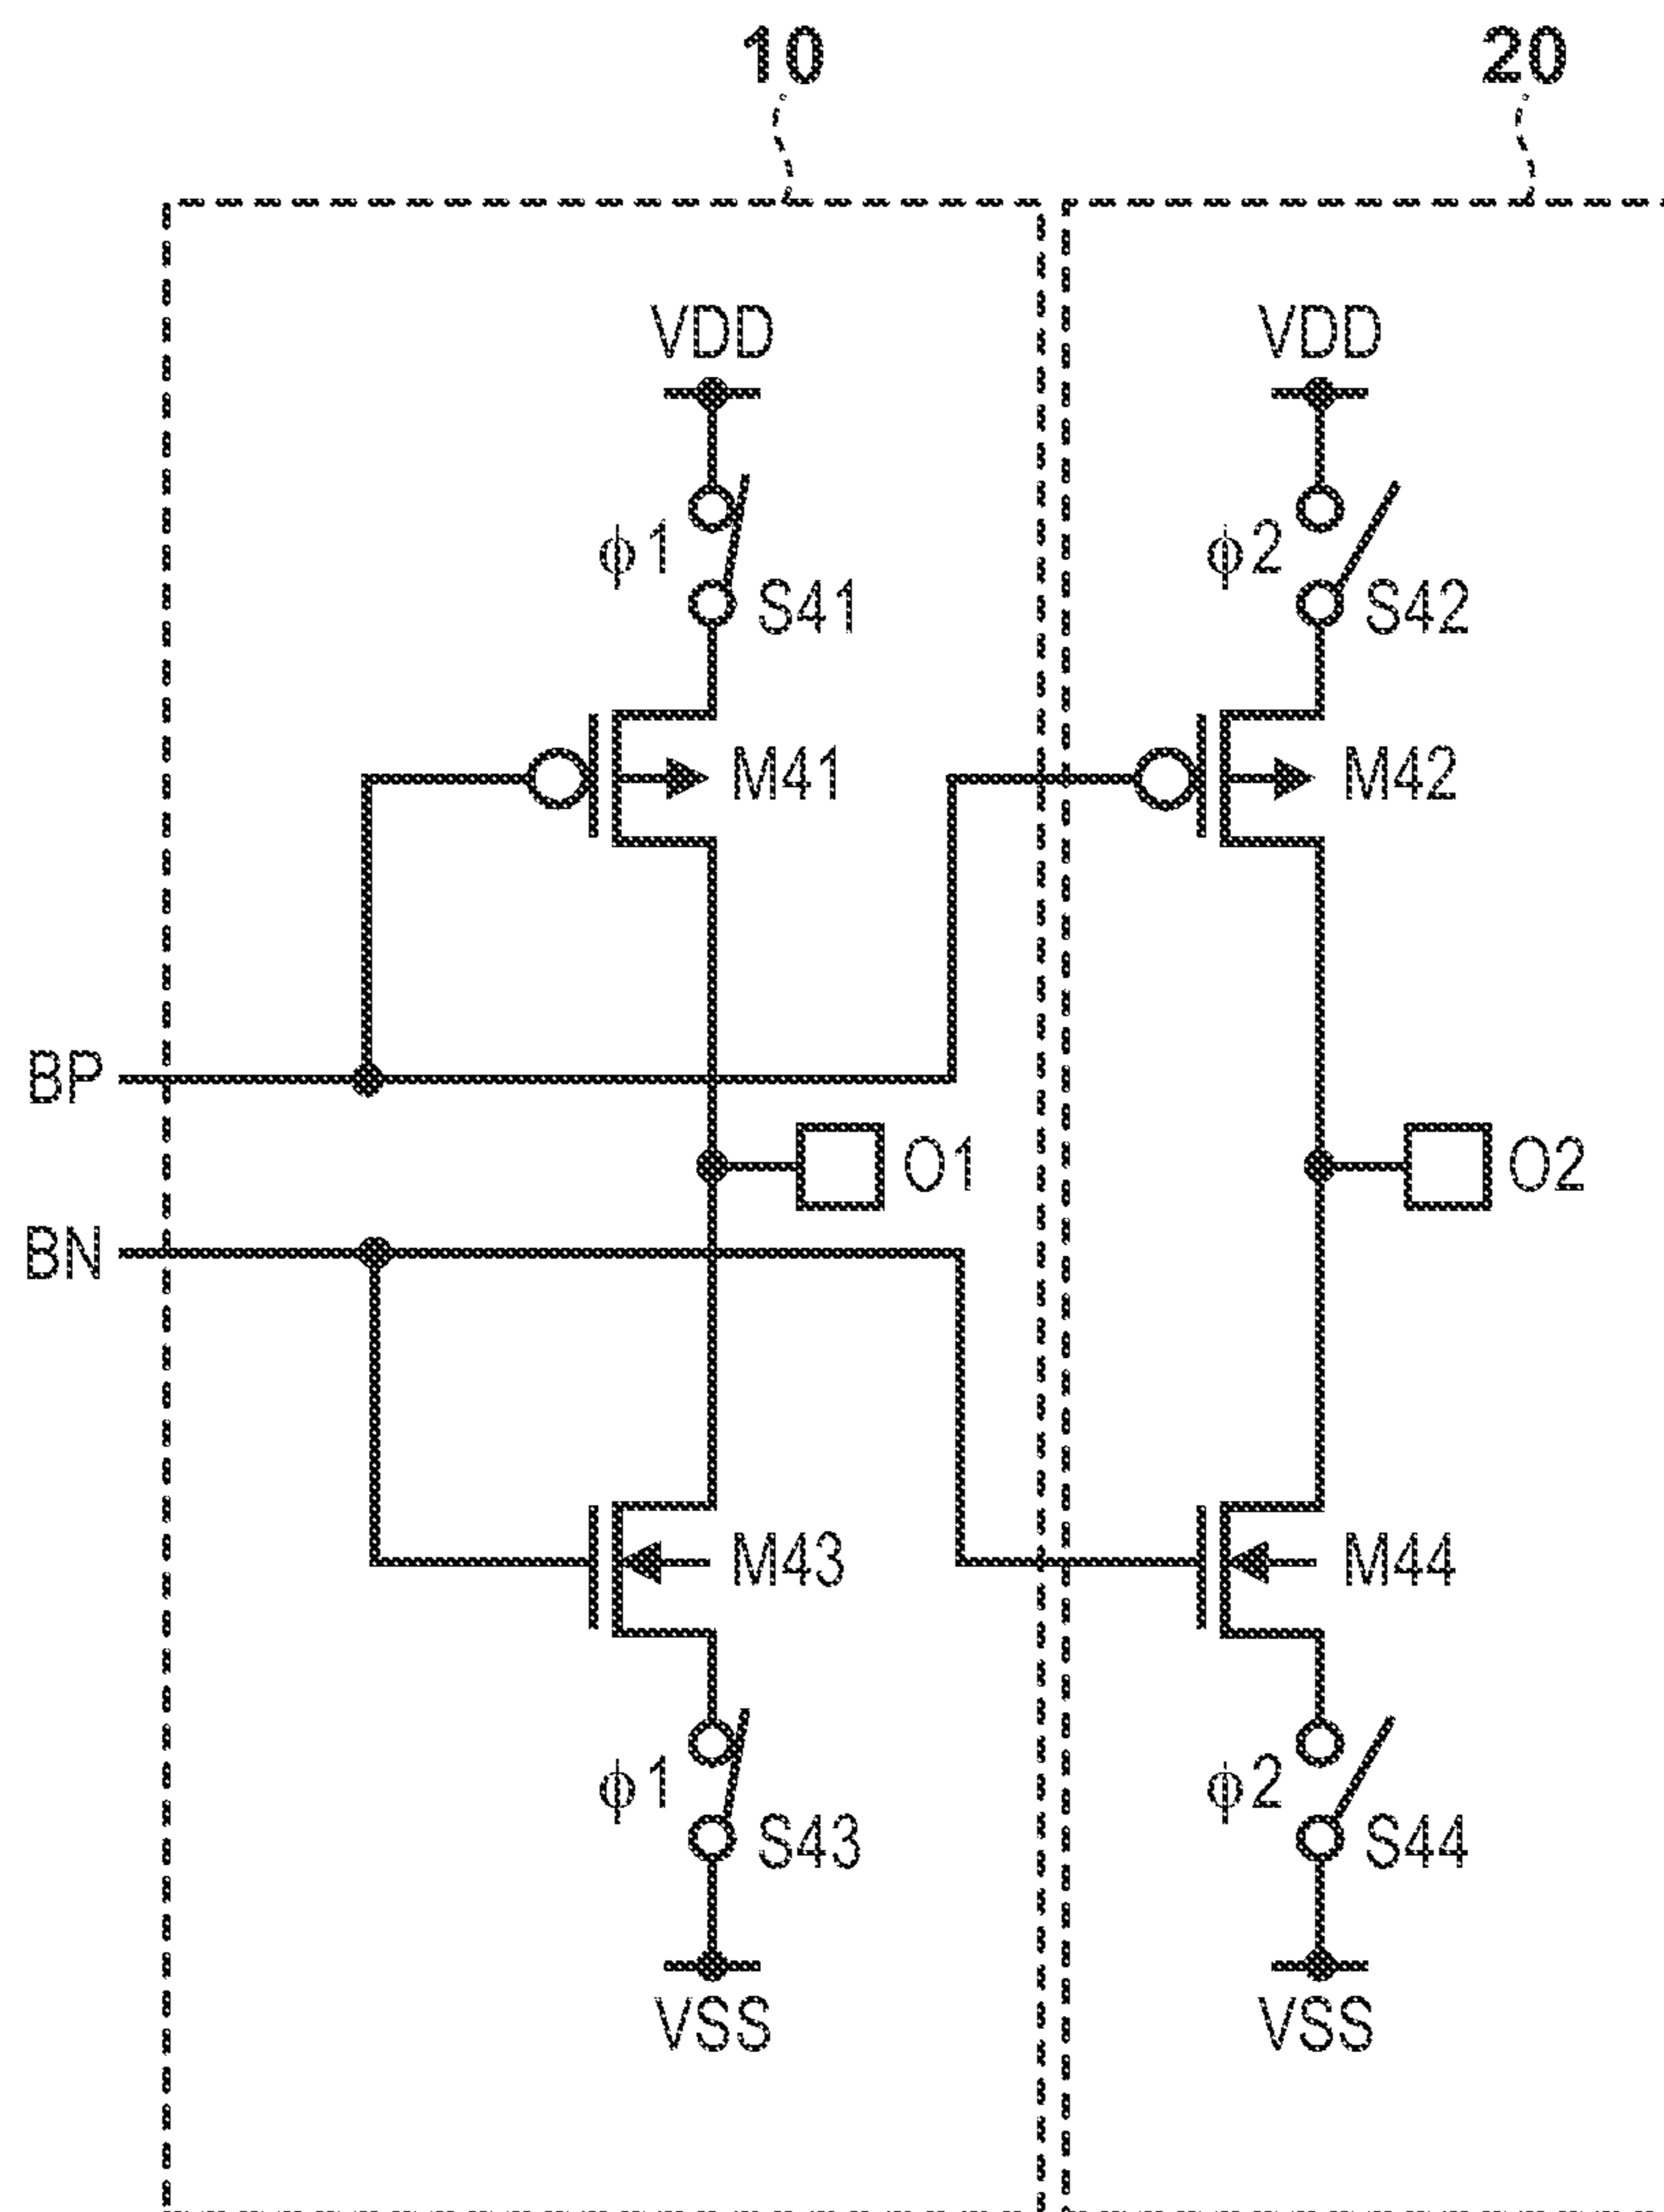 10 20
VDD VDD
φ1 S41 φ2 S42
M41 M42
BP
O1 O2
BN
M43 M44
φ1 S43 φ2 S44
VSS VSS